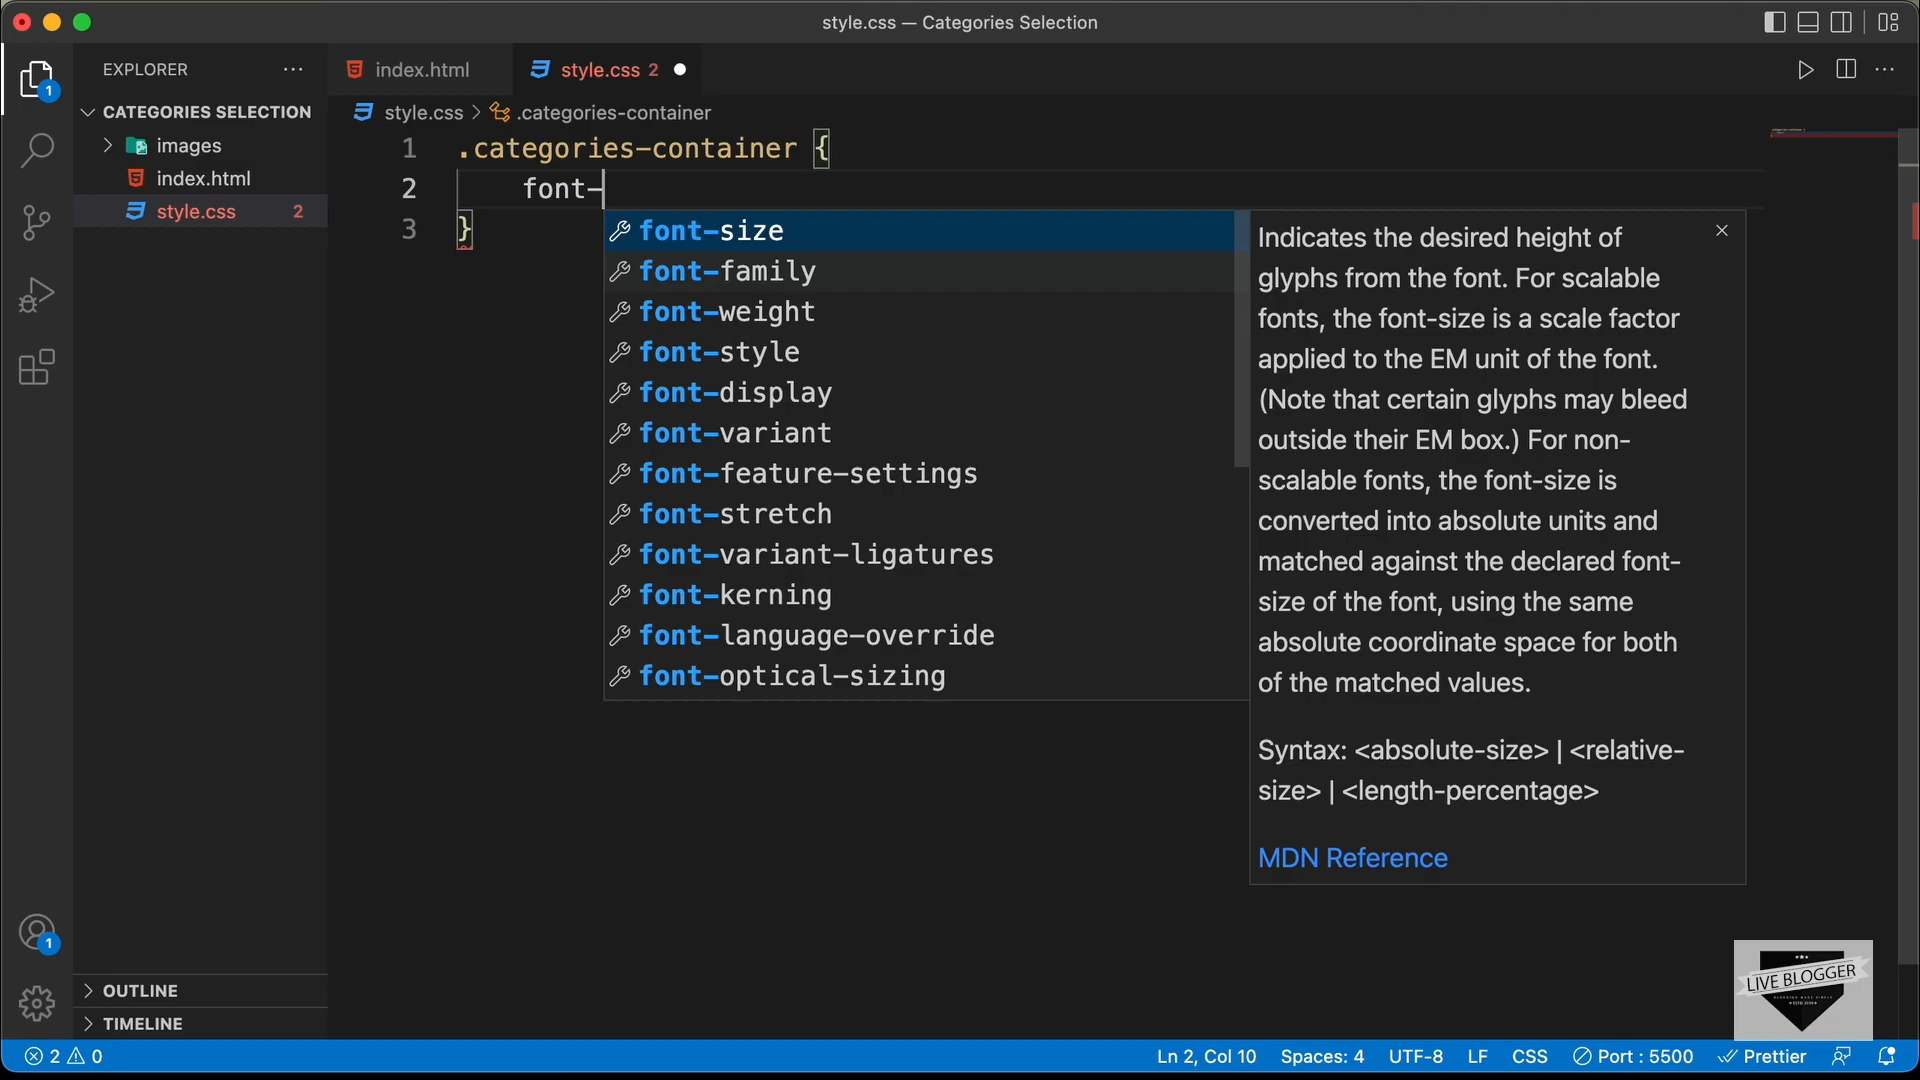 style.css — Categories Selection
EXPLORER
index.html
style.css 2
CATEGORIES SELECTION
style.css > .categories-container
images
index.html
style.css 2
1 .categories-container {
2 font-
3 }
font-size
font-family
font-weight
font-style
font-display
font-variant
font-feature-settings
font-stretch
font-variant-ligatures
font-kerning
font-language-override
font-optical-sizing
Indicates the desired height of
glyphs from the font. For scalable
fonts, the font-size is a scale factor
applied to the EM unit of the font.
(Note that certain glyphs may bleed
outside their EM box.) For non-
scalable fonts, the font-size is
converted into absolute units and
matched against the declared font-
size of the font, using the same
absolute coordinate space for both
of the matched values.
Syntax: <absolute-size> | <relative-
size> | <length-percentage>
MDN Reference
1
1
OUTLINE
TIMELINE
LIVE BLOGGER
2 0
Ln 2, Col 10
Spaces: 4
UTF-8
LF
CSS
Port : 5500
Prettier